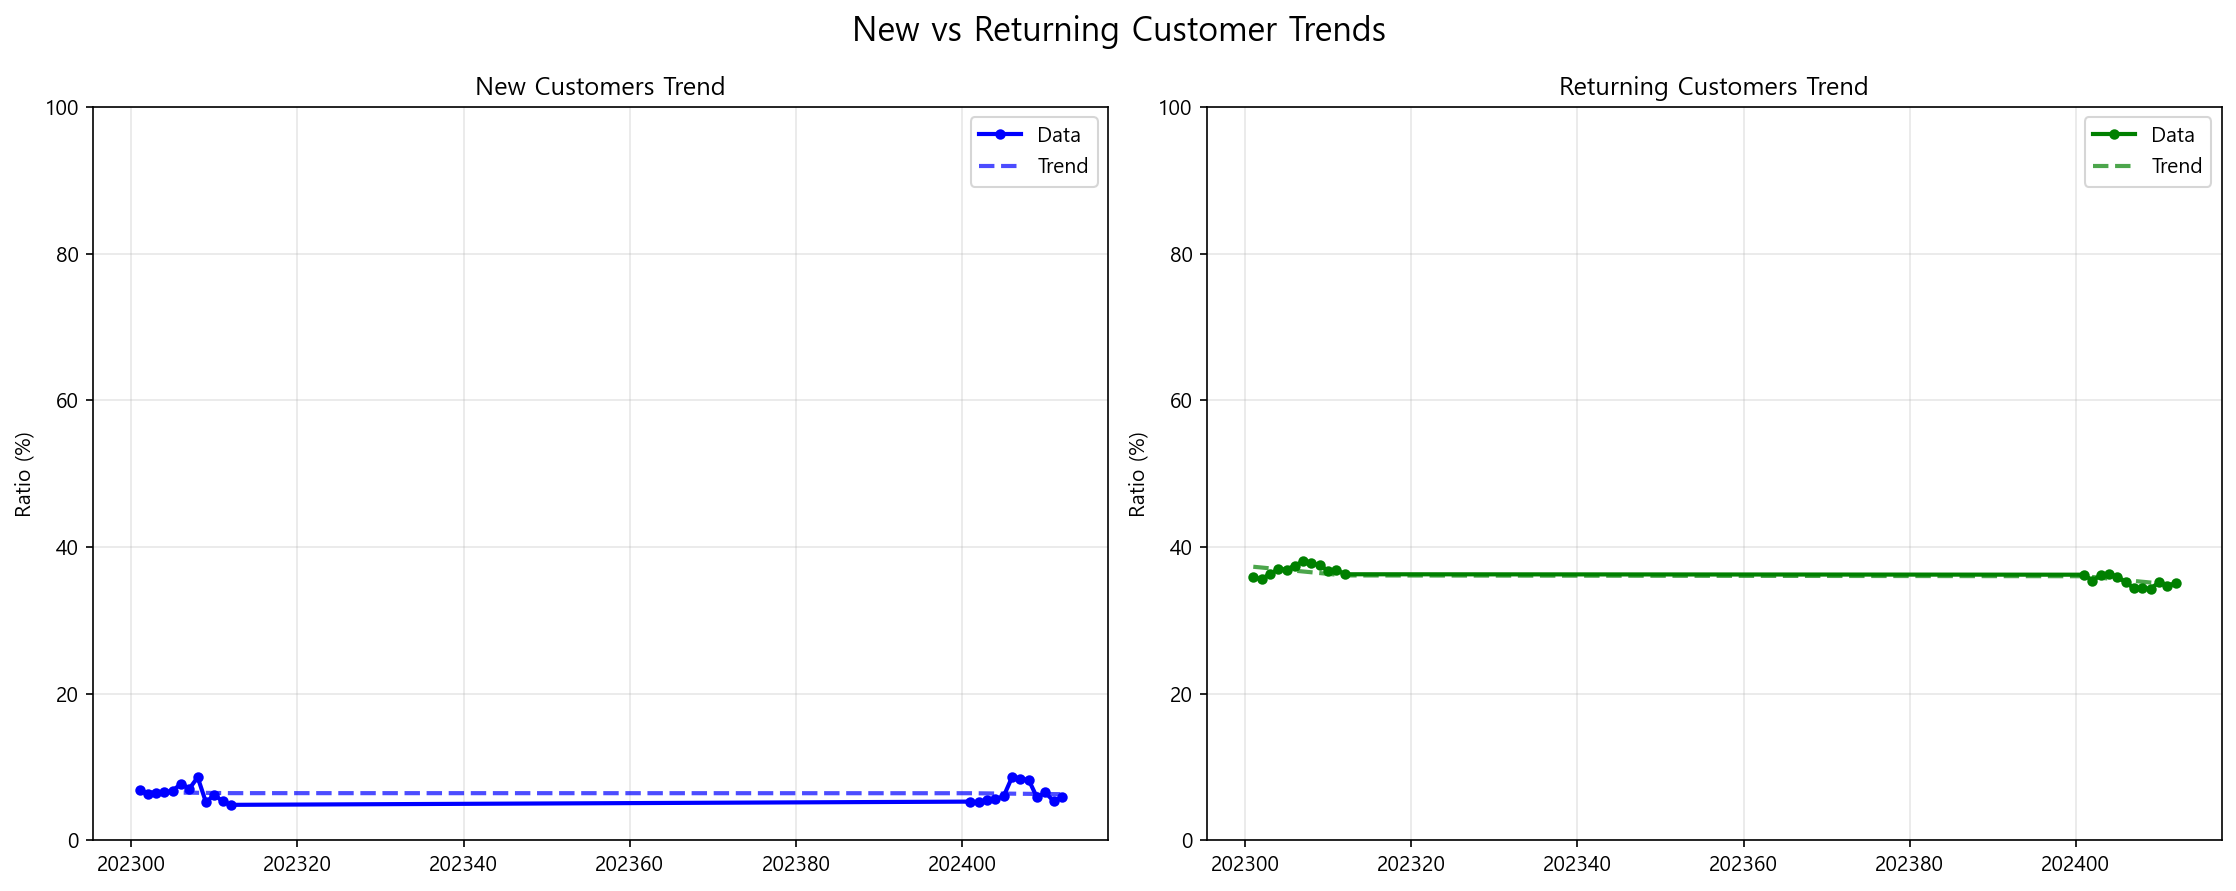 New vs Returning Customer Trends
New Customers Trend
Ratio (%)
100
80
60
40
20
0
202300 202320 202340 202360 202380 202400
Data
Trend
Returning Customers Trend
Ratio (%)
100
80
60
40
20
0
202300 202320 202340 202360 202380 202400
Data
Trend